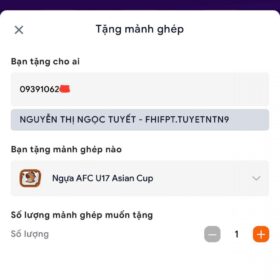 Tặng mảnh ghép
Bạn tặng cho ai
09391062
NGUYỄN THỊ NGỌC TUYẾT - FHIFPT.TUYETNTN9
Bạn tặng mảnh ghép nào
Ngựa AFC U17 Asian Cup
Số lượng mảnh ghép muốn tặng
Số lượng
1